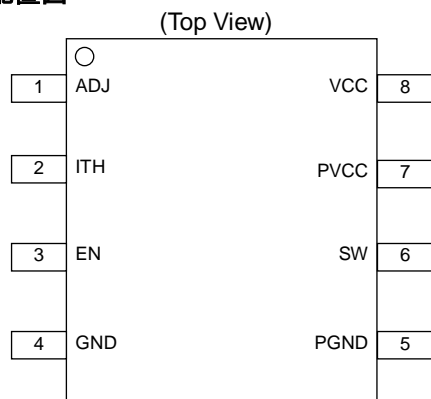 (Top View)
1 ADJ VCC 8
2 ITH PVCC 7
3 EN SW 6
4 GND PGND 5